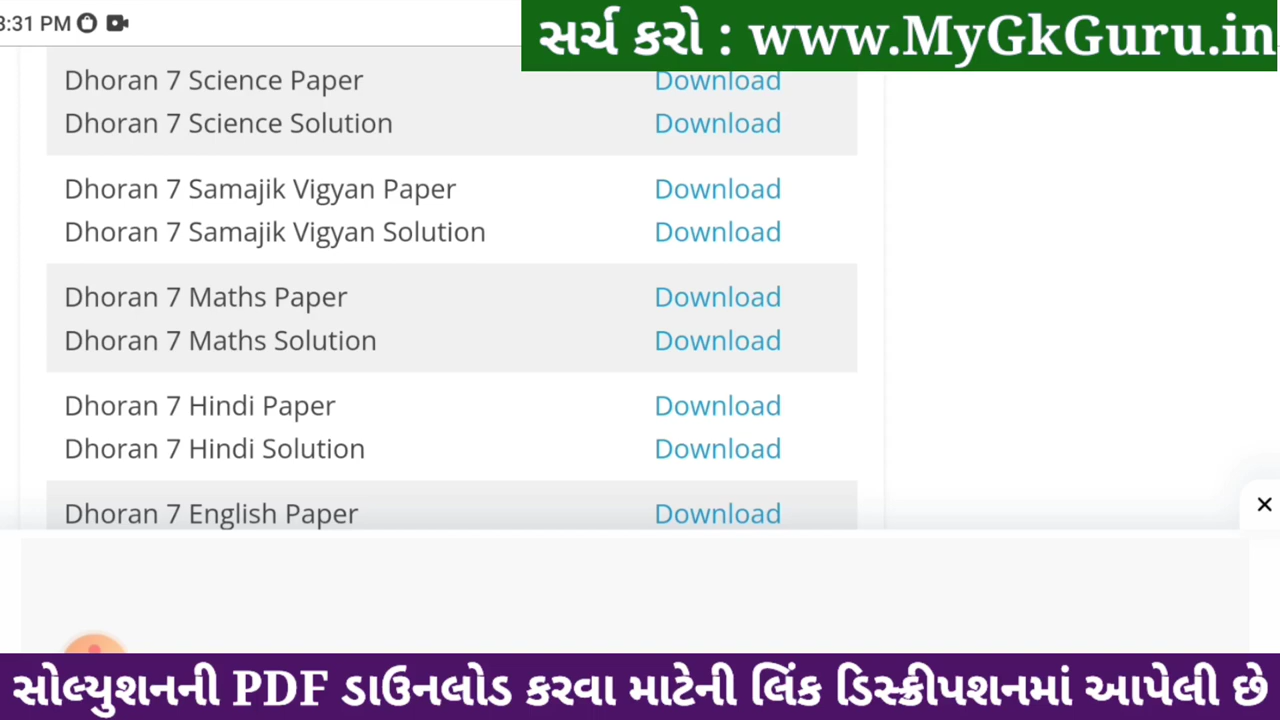 3:31 PM
સર્ચ કરો : www.MyGkGuru.in
Dhoran 7 Science Paper Download
Dhoran 7 Science Solution Download
Dhoran 7 Samajik Vigyan Paper Download
Dhoran 7 Samajik Vigyan Solution Download
Dhoran 7 Maths Paper Download
Dhoran 7 Maths Solution Download
Dhoran 7 Hindi Paper Download
Dhoran 7 Hindi Solution Download
Dhoran 7 English Paper Download
સોલ્યુશનની PDF ડાઉનલોડ કરવા માટેની લિંક ડિસ્ક્રીપશનમાં આપેલી છે